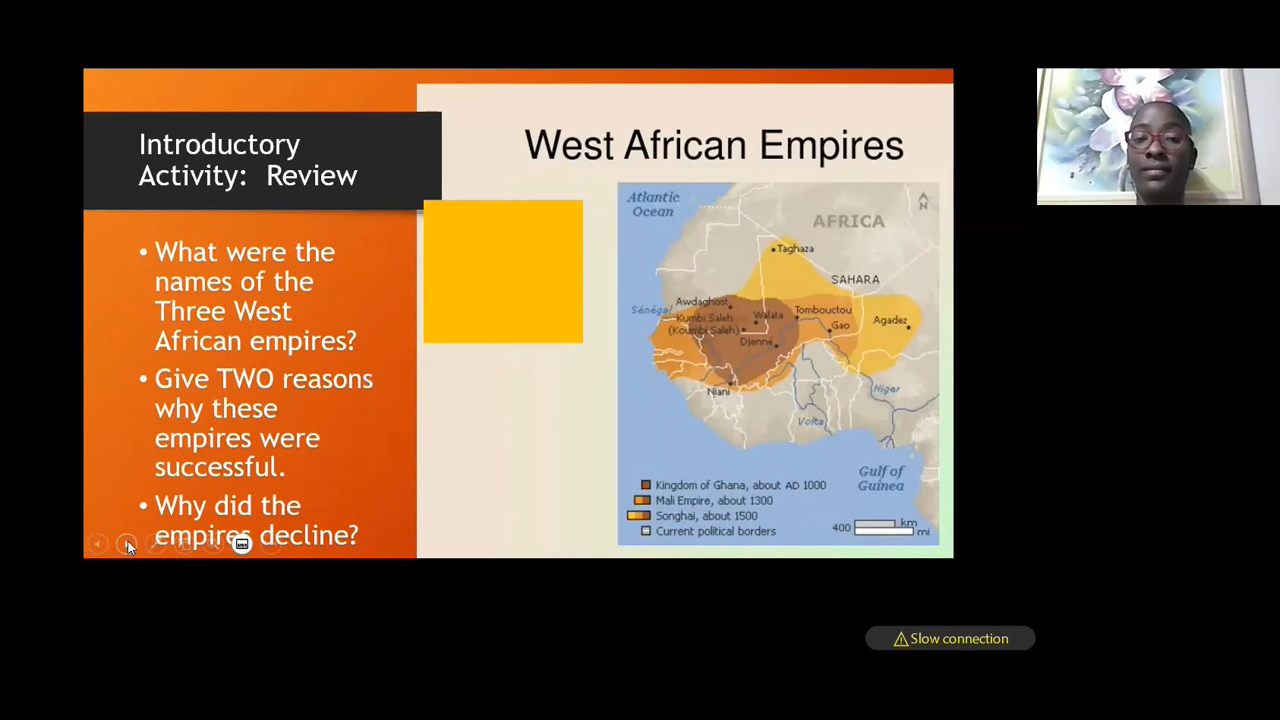 Introductory
Activity: Review
• What were the
names of the
Three West
African empires?
• Give TWO reasons
why these
empires were
successful.
• Why did the
empires decline?
West African Empires
Atlantic
Ocean
AFRICA
N
Taghaza
SAHARA
Sénégal
Awdaghost
Kumbi Saleh
(Koumbi Saleh)
Walata
Tombouctou
Gao
Agadez
Djenné
Niani
Niger
Volta
Gulf of
Guinea
Kingdom of Ghana, about AD 1000
Mali Empire, about 1300
Songhai, about 1500
Current political borders
400 km
mi
Slow connection